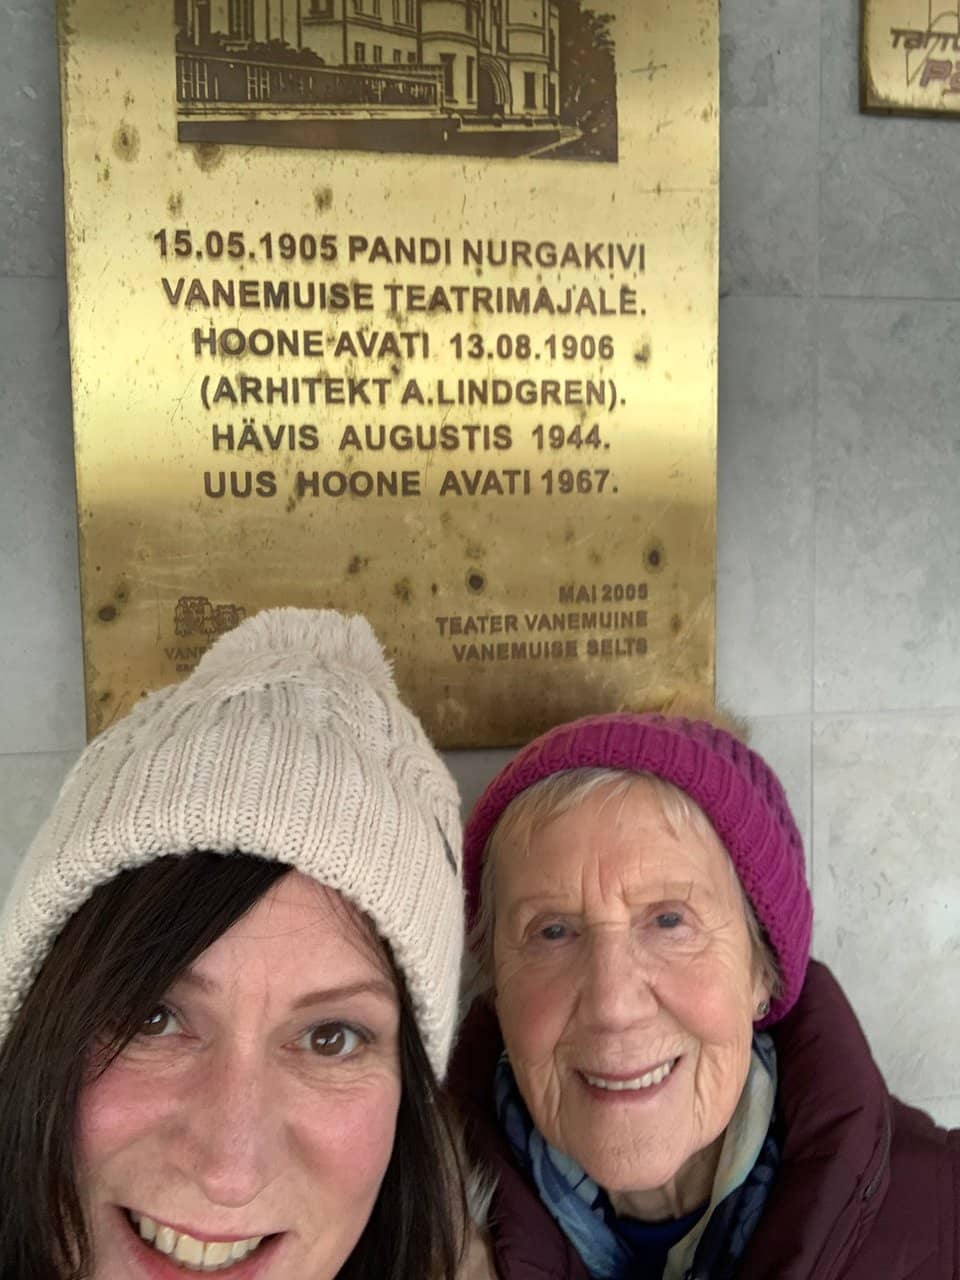 15.05.1905 PANDI NURGAKIVI
VANEMUISE TEATRIMAJALE.
HOONE AVATI 13.08.1906
(ARHITEKT A.LINDGREN).
HÄVIS AUGUSTIS 1944.
UUS HOONE AVATI 1967.
MAI 2005
TEATER VANEMUINE
VANEMUISE SELTS